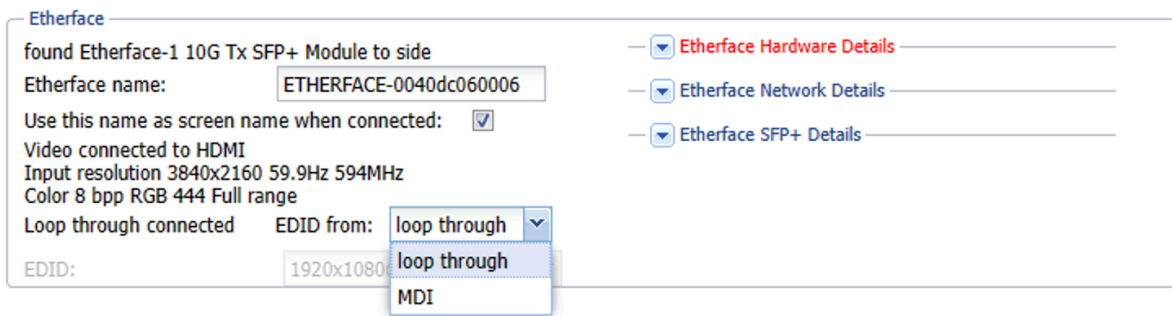 Etherface
found Etherface-1 10G Tx SFP+ Module to side
Etherface name: ETHERFACE-0040dc060006
Use this name as screen name when connected:
Video connected to HDMI
Input resolution 3840x2160 59.9Hz 594MHz
Color 8 bpp RGB 444 Full range
Loop through connected EDID from: loop through
loop through
EDID: 1920x1080
MDI
Etherface Hardware Details
Etherface Network Details
Etherface SFP+ Details